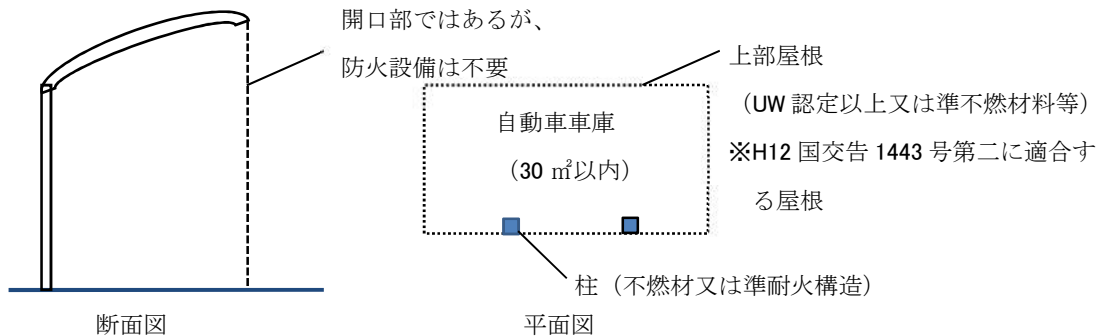 開口部ではあるが、
防火設備は不要
上部屋根
（UW 認定以上又は準不燃材料等）
※H12 国交告 1443 号第二に適合す
る屋根
自動車車庫
（30 ㎡以内）
柱（不燃材又は準耐火構造）
断面図
平面図